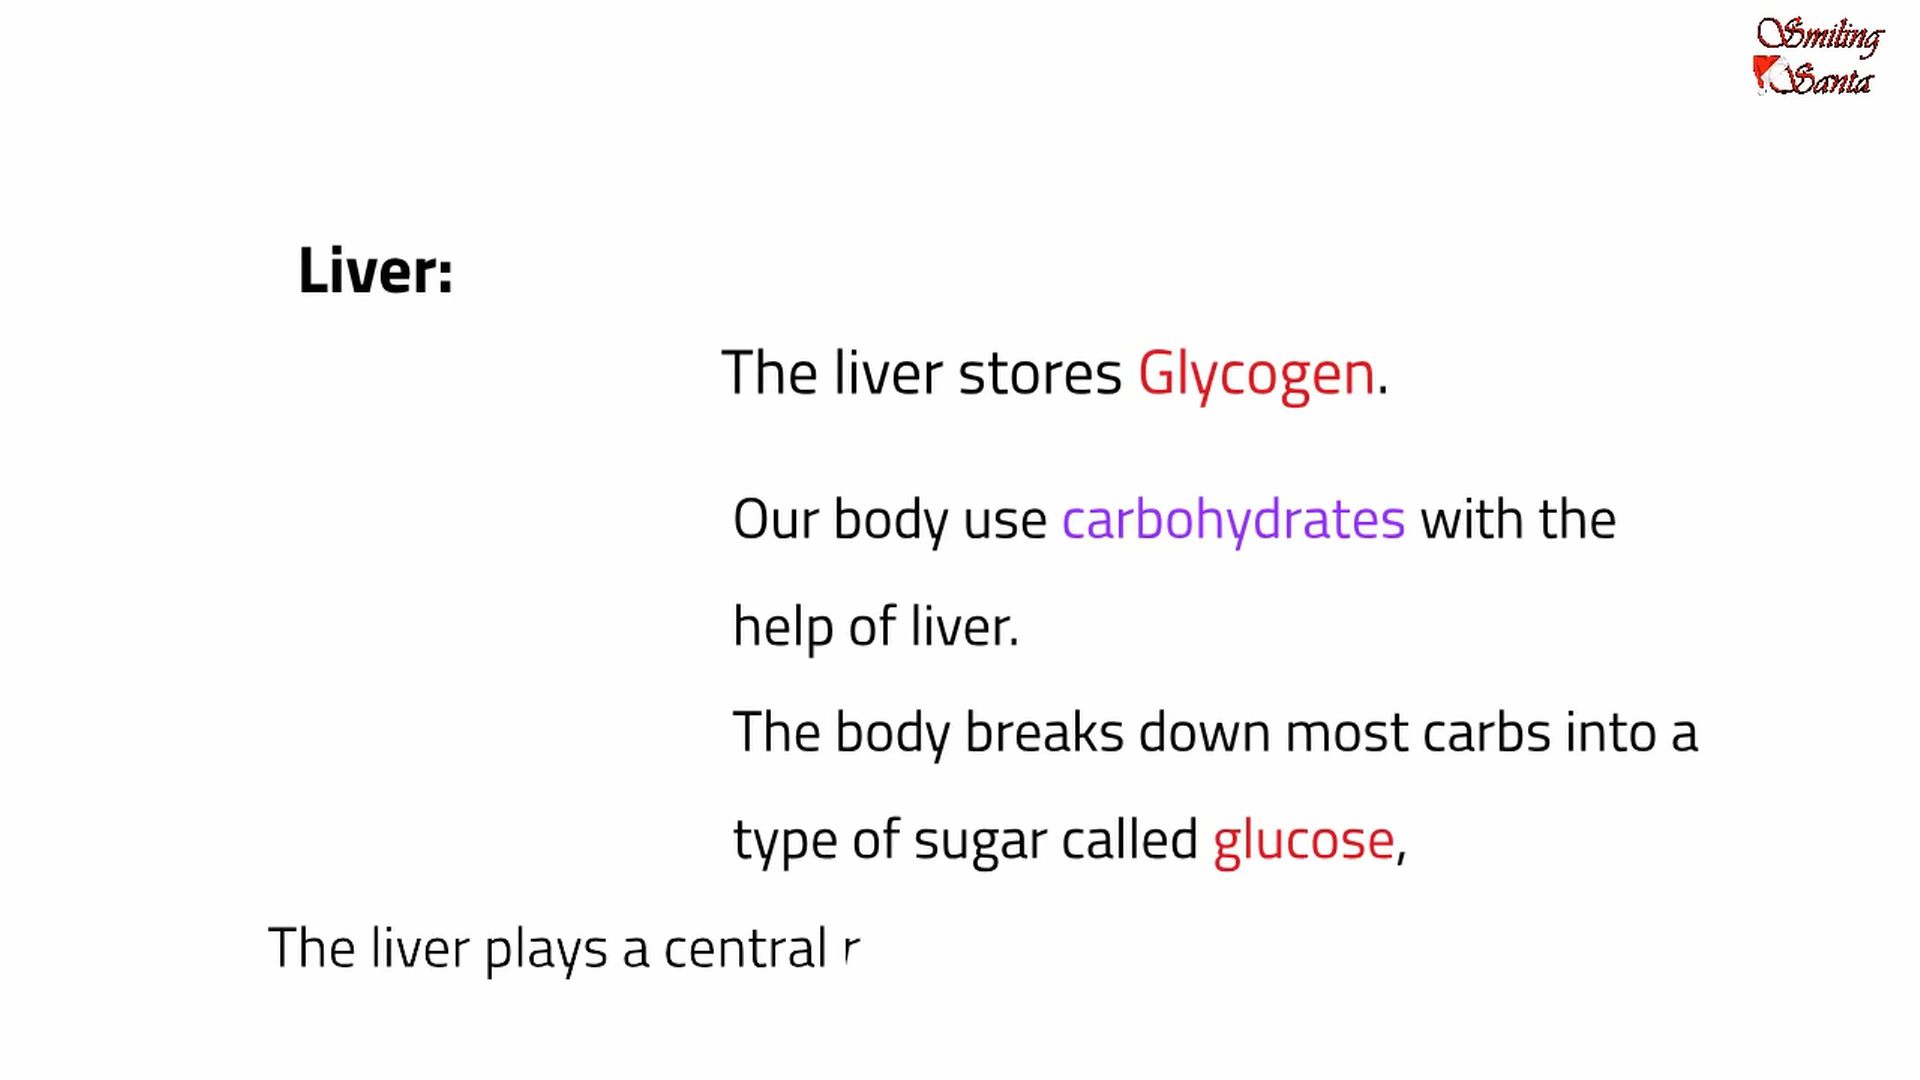 Smiling
Santa
Liver:
The liver stores Glycogen.
Our body use carbohydrates with the
help of liver.
The body breaks down most carbs into a
type of sugar called glucose,
The liver plays a central r